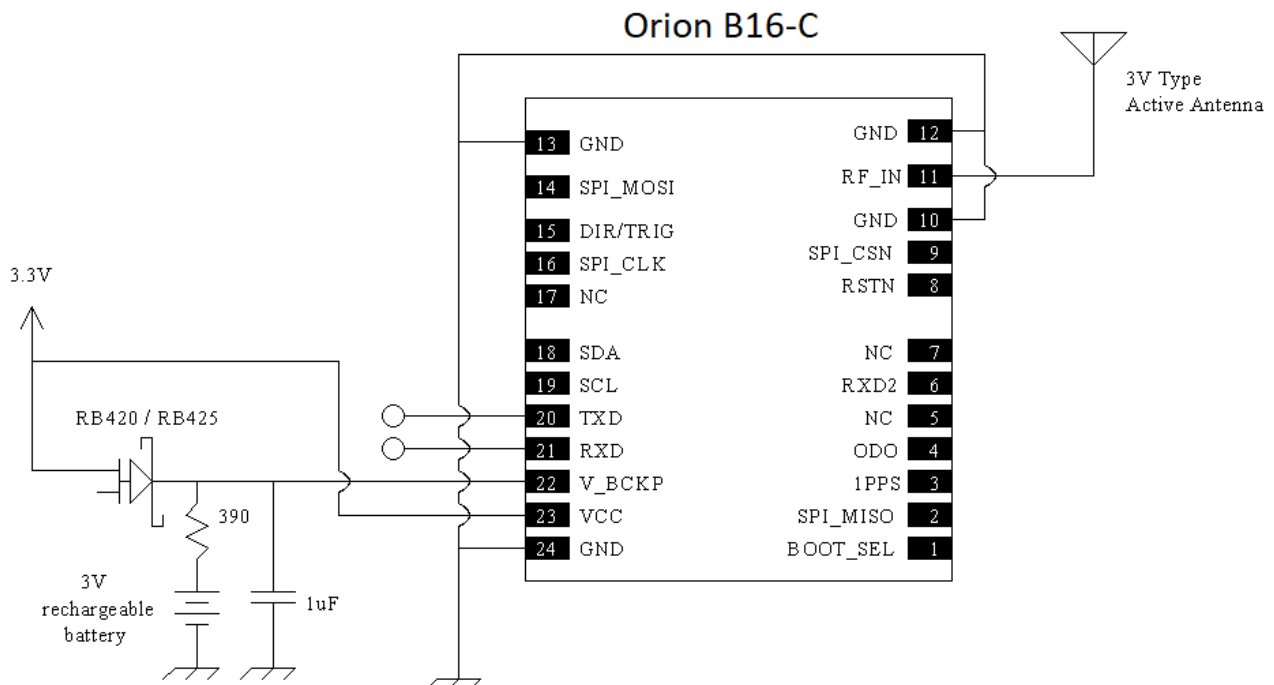 Orion B16-C
3V Type
Active Antenna
13 GND
14 SPI_MOSI
15 DIR/TRIG
16 SPI_CLK
17 NC
18 SDA
19 SCL
20 TXD
21 RXD
22 V_BCKP
23 VCC
24 GND
GND 12
RF_IN 11
GND 10
SPI_CSN 9
RSTN 8
NC 7
RXD2 6
NC 5
ODO 4
1PPS 3
SPI_MISO 2
BOOT_SEL 1
3.3V
RB420 / RB425
390
3V
rechargeable
battery
1uF